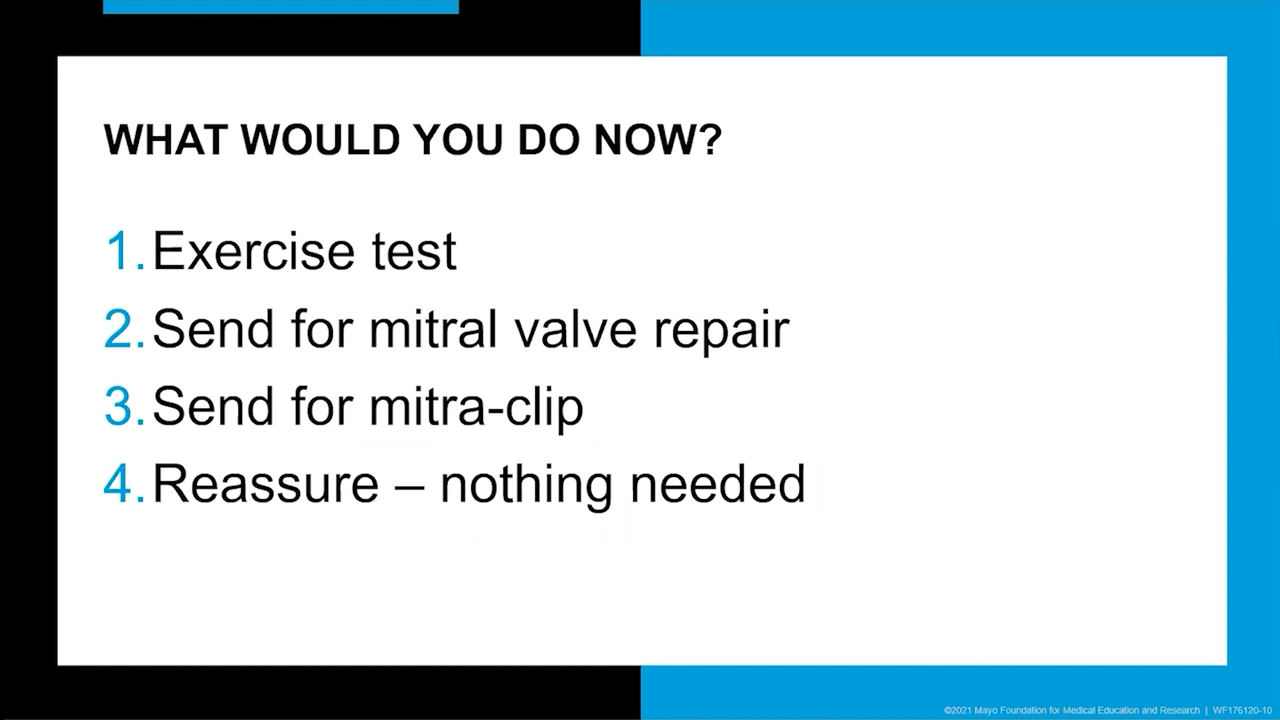 WHAT WOULD YOU DO NOW?
1. Exercise test
2. Send for mitral valve repair
3. Send for mitra-clip
4. Reassure – nothing needed
©2021 Mayo Foundation for Medical Education and Research | WF176120-10